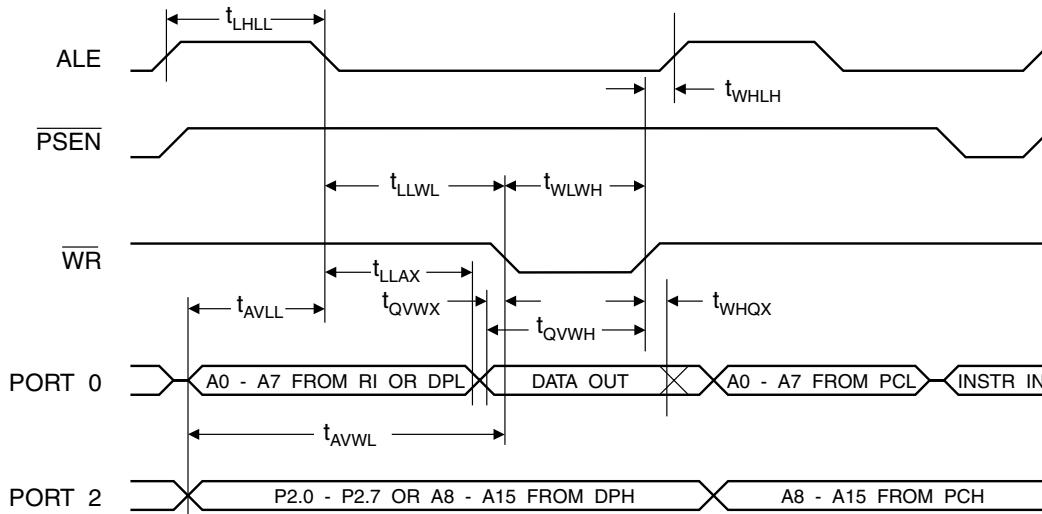 tLHLL
ALE
tWHLH
PSEN
tLLWL
tWLWH
WR
tLLAX
tQVWX
tWHQX
tAVLL
tQVWH
PORT 0
A0 - A7 FROM RI OR DPL
DATA OUT
A0 - A7 FROM PCL
INSTR IN
tAVWL
PORT 2
P2.0 - P2.7 OR A8 - A15 FROM DPH
A8 - A15 FROM PCH